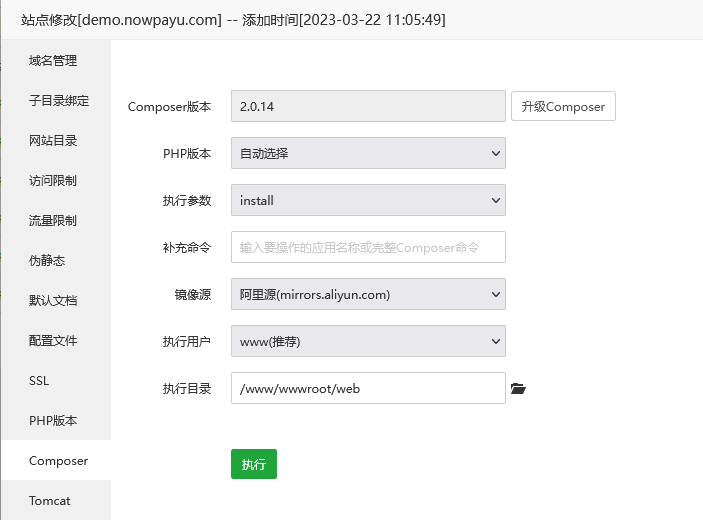 站点修改[demo.nowpayu.com] -- 添加时间[2023-03-22 11:05:49]
域名管理
子目录绑定
网站目录
访问限制
流量限制
伪静态
默认文档
配置文件
SSL
PHP版本
Composer
Tomcat
Composer版本 2.0.14 升级Composer
PHP版本 自动选择
执行参数 install
补充命令 输入要操作的应用名称或完整Composer命令
镜像源 阿里源(mirrors.aliyun.com)
执行用户 www(推荐)
执行目录 /www/wwwroot/web
执行